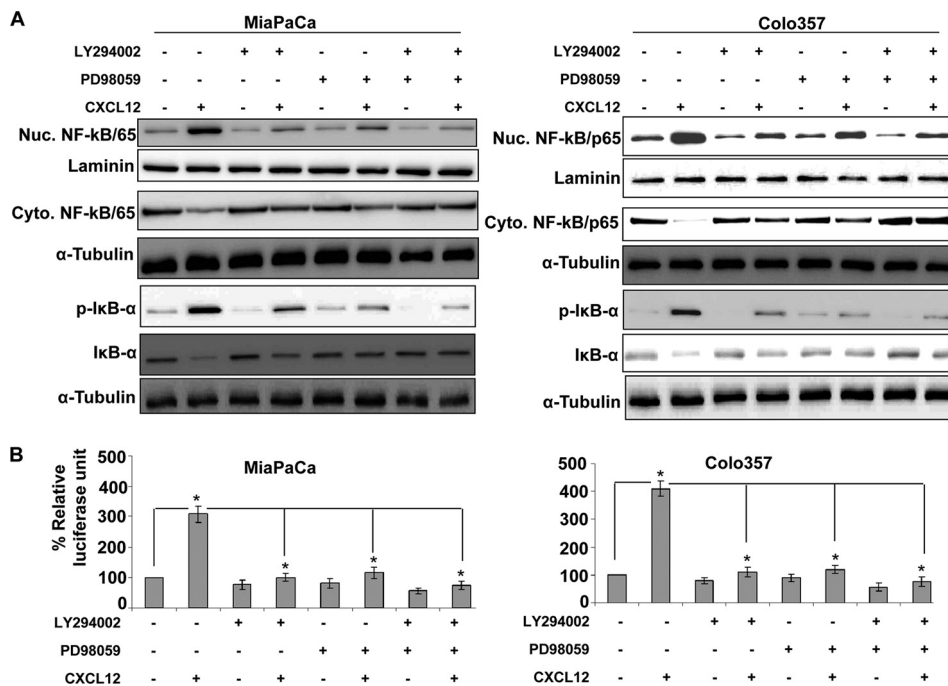 A
MiaPaCa
LY294002 - - + + - - + +
PD98059 - - - - + + + +
CXCL12 - + - + - + - +
Nuc. NF-kB/65
Laminin
Cyto. NF-kB/65
α-Tubulin
p-IκB-α
IκB-α
α-Tubulin
Colo357
LY294002 - - + + - - + +
PD98059 - - - - + + + +
CXCL12 - + - + - + - +
Nuc. NF-kB/p65
Laminin
Cyto. NF-kB/p65
α-Tubulin
p-IκB-α
IκB-α
α-Tubulin
B
MiaPaCa
% Relative
luciferase unit
500
400
300
200
100
0
* * * *
LY294002 - - + + - - + +
PD98059 - - - - + + + +
CXCL12 - + - + - + - +
Colo357
500
400
300
200
100
0
* * * *
LY294002 - - + + - - + +
PD98059 - - - - + + + +
CXCL12 - + - + - + - +